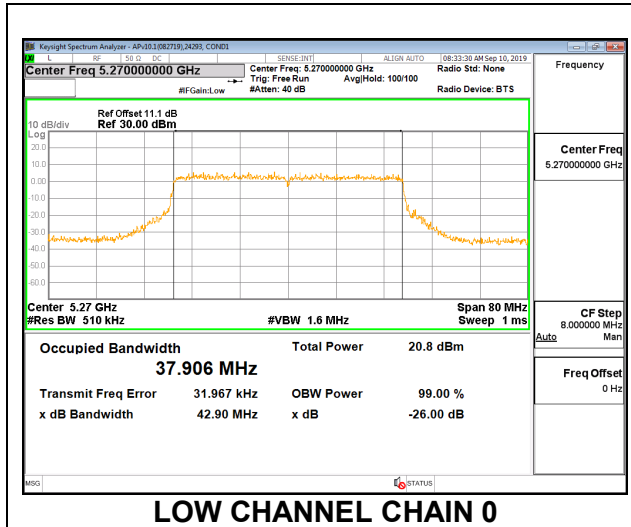 Keysight Spectrum Analyzer - APv10.1(082719),24293, COND1
L RF 50 Ω DC SENSE:INT ALIGN AUTO 08:33:30 AM Sep 10, 2019
Center Freq 5.270000000 GHz
Center Freq: 5.270000000 GHz Radio Std: None
Trig: Free Run Avg|Hold: 100/100
#IFGain:Low #Atten: 40 dB Radio Device: BTS
Frequency
Ref Offset 11.1 dB
10 dB/div Ref 30.00 dBm
Log
20.0
10.0
0.00
-10.0
-20.0
-30.0
-40.0
-50.0
-60.0
Center Freq
5.270000000 GHz
Center 5.27 GHz Span 80 MHz
#Res BW 510 kHz #VBW 1.6 MHz Sweep 1 ms
CF Step
8.000000 MHz
Auto Man
Occupied Bandwidth Total Power 20.8 dBm
37.906 MHz
Freq Offset
0 Hz
Transmit Freq Error 31.967 kHz OBW Power 99.00 %
x dB Bandwidth 42.90 MHz x dB -26.00 dB
MSG STATUS
LOW CHANNEL CHAIN 0